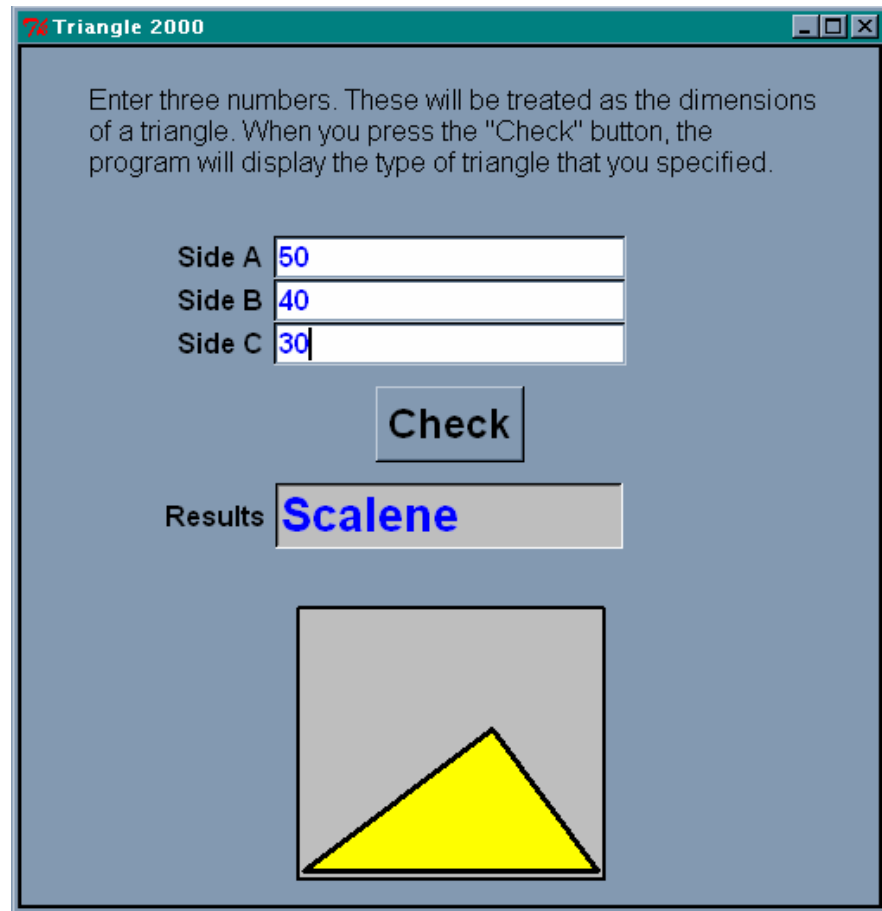 Triangle 2000
Enter three numbers. These will be treated as the dimensions
of a triangle. When you press the "Check" button, the
program will display the type of triangle that you specified.
Side A 50
Side B 40
Side C 30
Check
Results Scalene